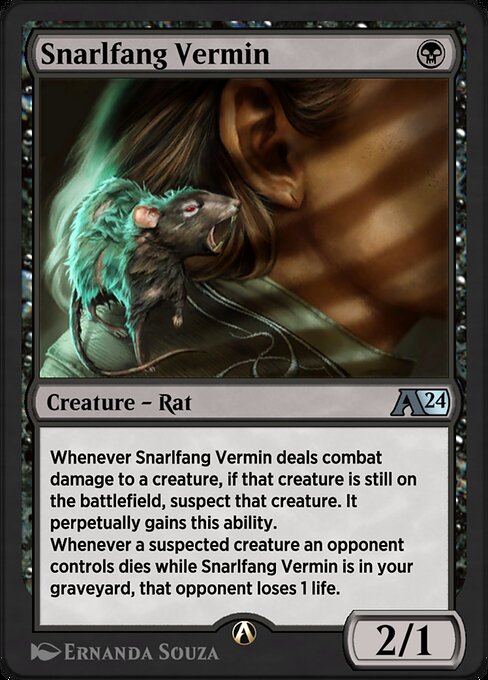 Snarlfang Vermin
Creature – Rat
A24
Whenever Snarlfang Vermin deals combat
damage to a creature, if that creature is still on
the battlefield, suspect that creature. It
perpetually gains this ability.
Whenever a suspected creature an opponent
controls dies while Snarlfang Vermin is in your
graveyard, that opponent loses 1 life.
2/1
Ernanda Souza